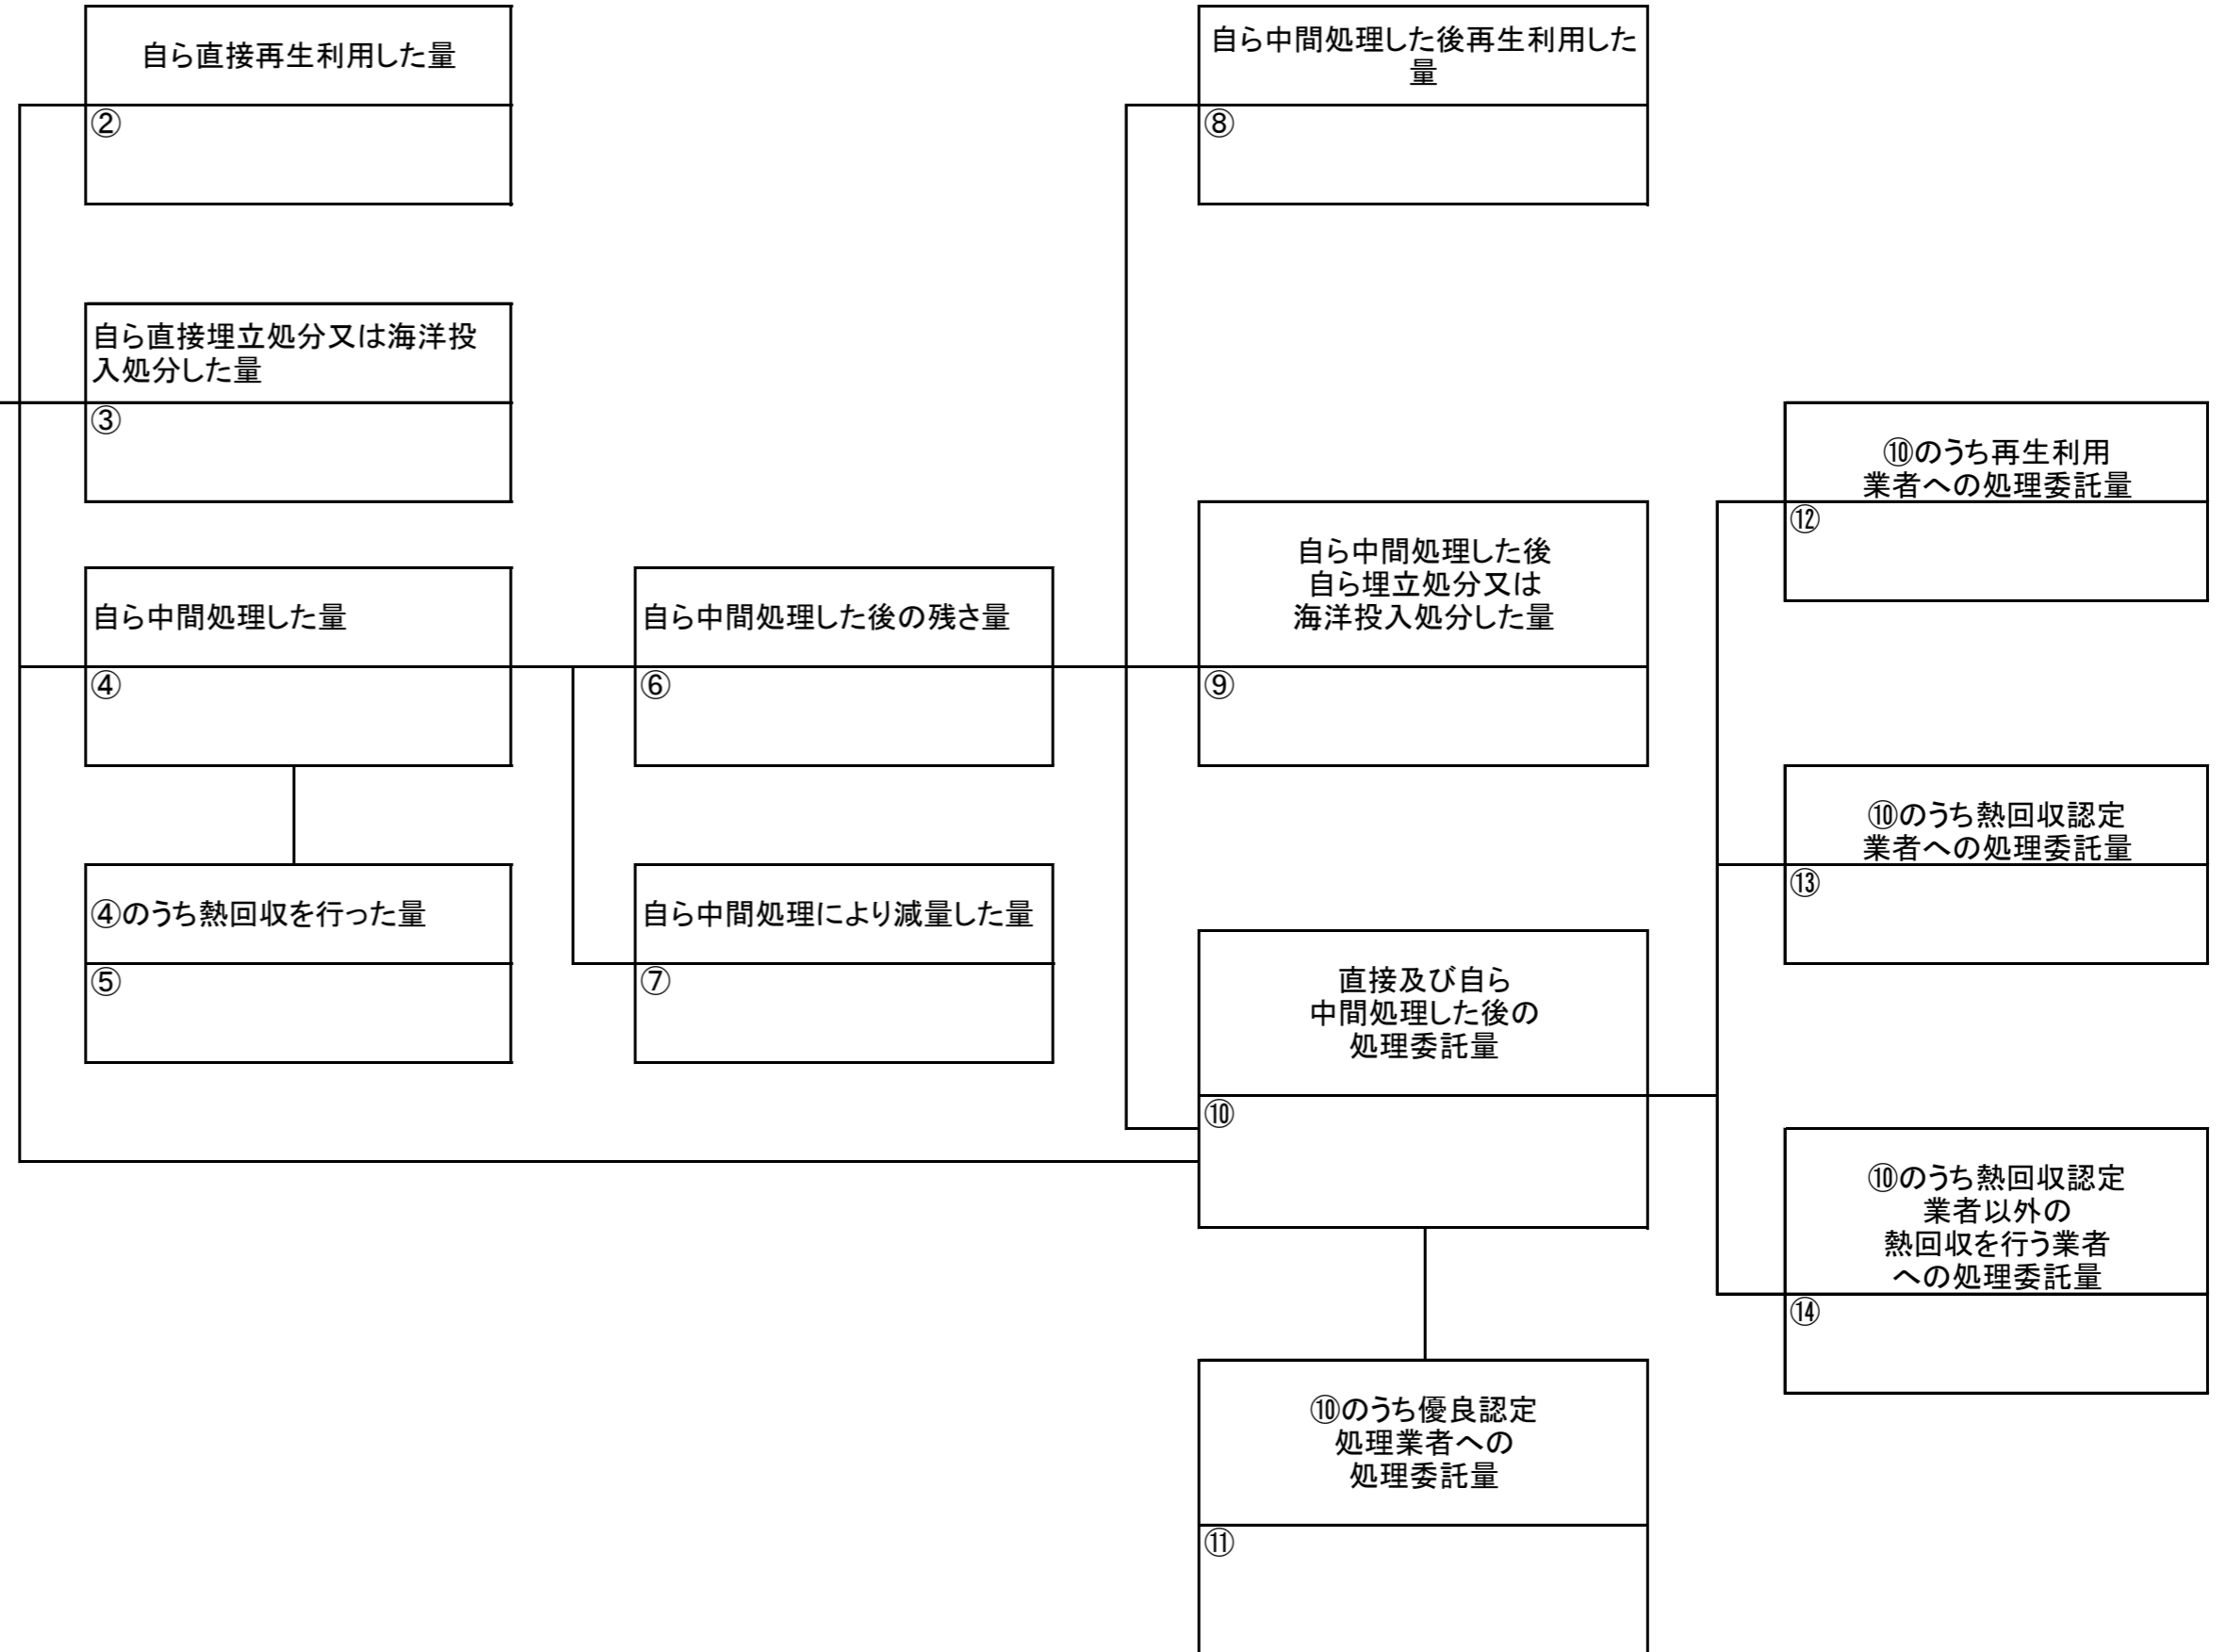 自ら直接再生利用した量
②
自ら直接埋立処分又は海洋投
入処分した量
③
自ら中間処理した量
④
④のうち熱回収を行った量
⑤
自ら中間処理した後の残さ量
⑥
自ら中間処理により減量した量
⑦
自ら中間処理した後再生利用した
量
⑧
自ら中間処理した後
自ら埋立処分又は
海洋投入処分した量
⑨
直接及び自ら
中間処理した後の
処理委託量
⑩
⑩のうち優良認定
処理業者への
処理委託量
⑪
⑩のうち再生利用
業者への処理委託量
⑫
⑩のうち熱回収認定
業者への処理委託量
⑬
⑩のうち熱回収認定
業者以外の
熱回収を行う業者
への処理委託量
⑭